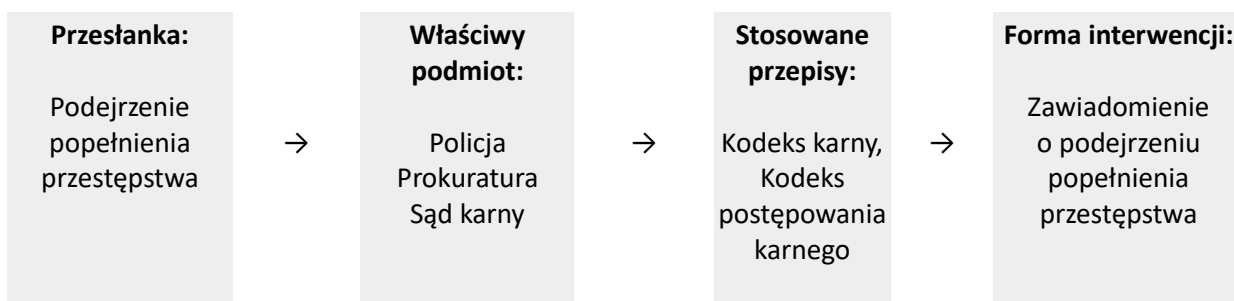 Przesłanka:
Podejrzenie
popełnienia
przestępstwa
→
Właściwy
podmiot:
Policja
Prokuratura
Sąd karny
→
Stosowane
przepisy:
Kodeks karny,
Kodeks
postępowania
karnego
→
Forma interwencji:
Zawiadomienie
o podejrzeniu
popełnienia
przestępstwa